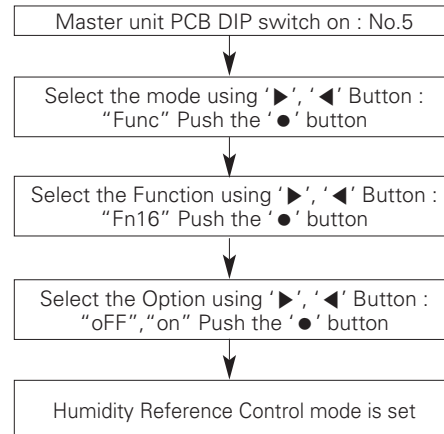 Master unit PCB DIP switch on : No.5
Select the mode using ‘▶’, ‘◀’ Button :
“Func” Push the ‘●’ button
Select the Function using ‘▶’, ‘◀’ Button :
“Fn16” Push the ‘●’ button
Select the Option using ‘▶’, ‘◀’ Button :
“oFF”,“on” Push the ‘●’ button
Humidity Reference Control mode is set